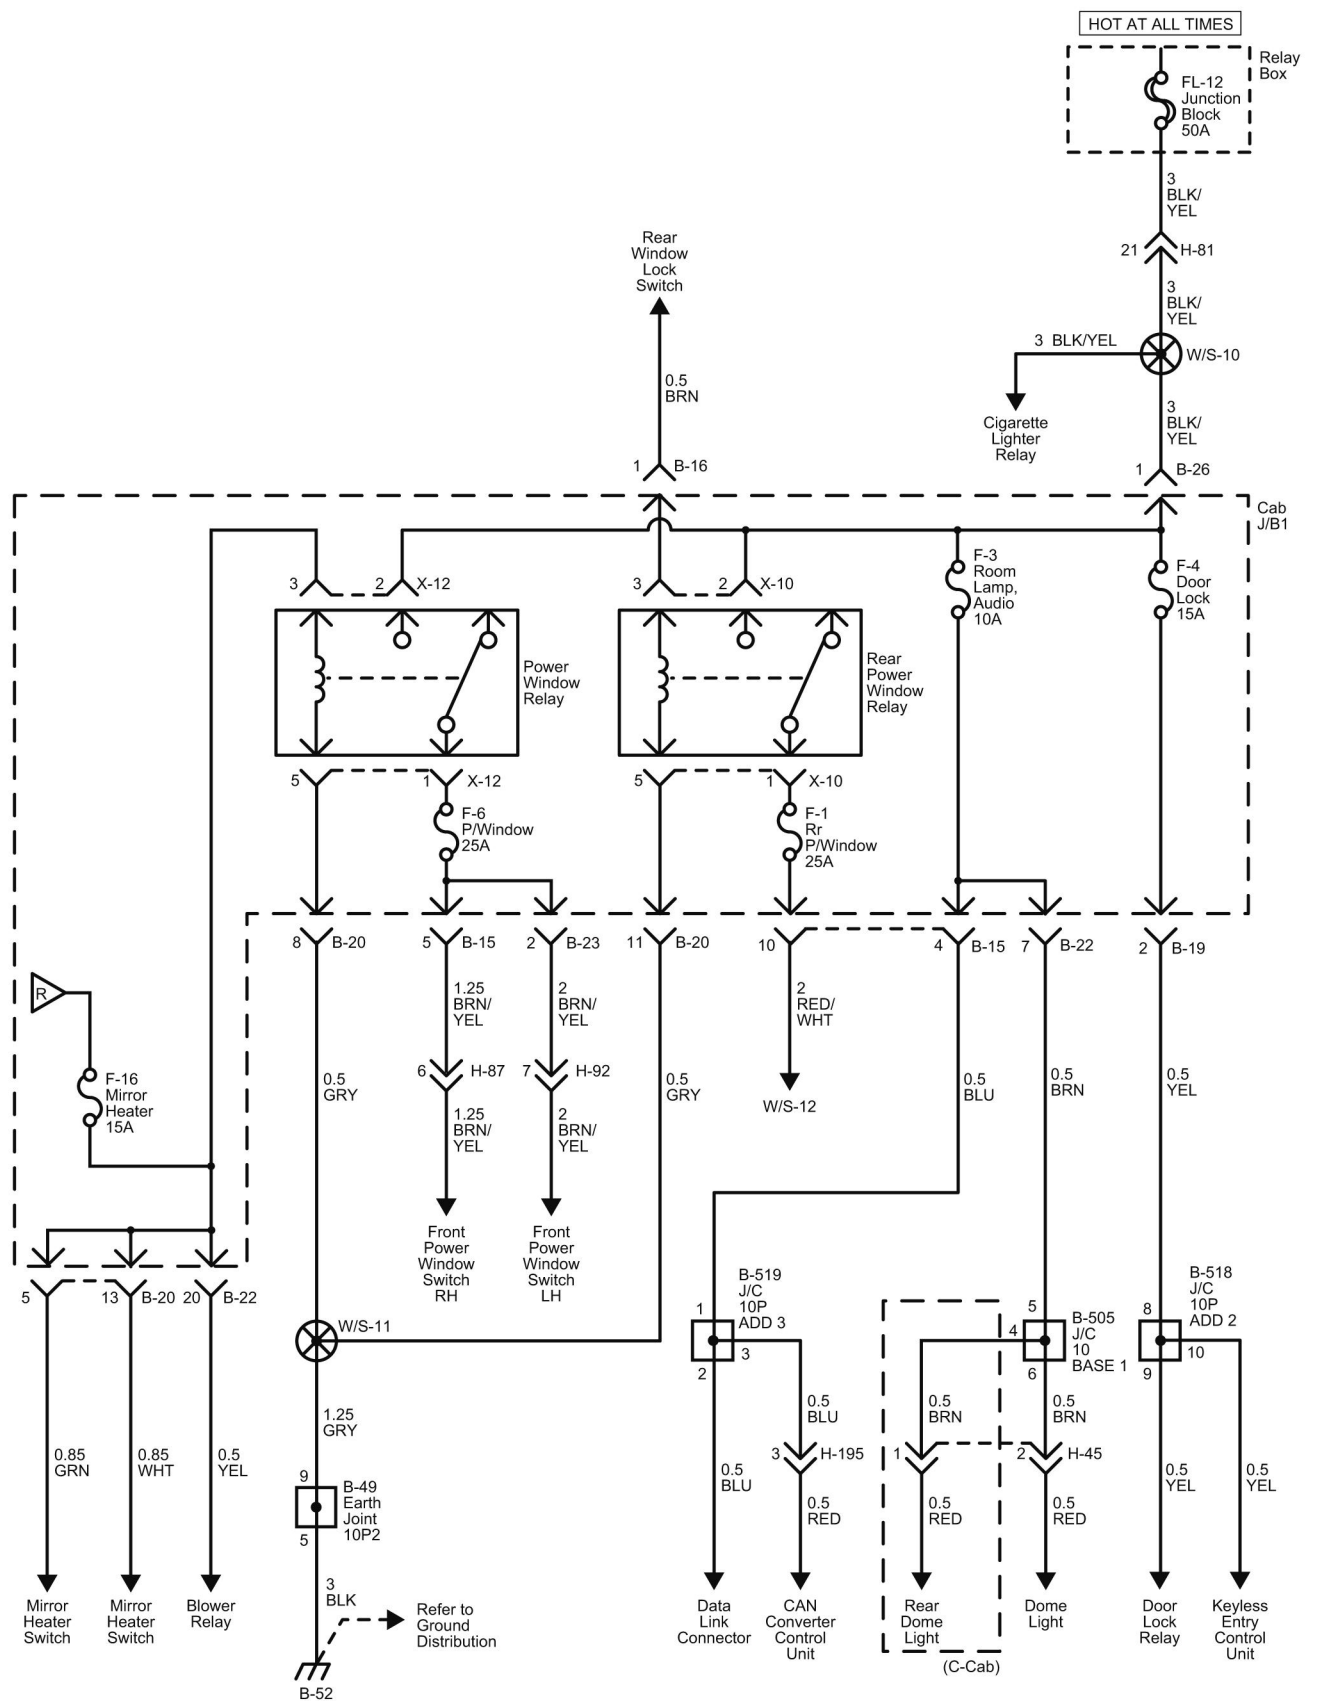 HOT AT ALL TIMES
Relay
Box
FL-12
Junction
Block
50A
3
BLK/
YEL
21
H-81
3
BLK/
YEL
W/S-10
3 BLK/YEL
Cigarette
Lighter
Relay
3
BLK/
YEL
1
B-26
Rear
Window
Lock
Switch
0.5
BRN
1
B-16
Cab
J/B1
3
2
X-12
3
2
X-10
F-3
Room
Lamp,
Audio
10A
F-4
Door
Lock
15A
Power
Window
Relay
Rear
Power
Window
Relay
5
1
X-12
5
1
X-10
F-6
P/Window
25A
F-1
Rr
P/Window
25A
8
B-20
5
B-15
2
B-23
11
B-20
10
4
B-15
7
B-22
2
B-19
R
F-16
Mirror
Heater
15A
0.5
GRY
1.25
BRN/
YEL
2
BRN/
YEL
6
H-87
7
H-92
1.25
BRN/
YEL
2
BRN/
YEL
0.5
GRY
2
RED/
WHT
W/S-12
0.5
BLU
0.5
BRN
0.5
YEL
Front
Power
Window
Switch
RH
Front
Power
Window
Switch
LH
5
13
B-20
20
B-22
W/S-11
1
B-519
J/C
10P
ADD 3
3
2
5
4
B-505
J/C
10
BASE 1
6
B-518
J/C
10P
ADD 2
8
10
9
0.85
GRN
0.85
WHT
0.5
YEL
1.25
GRY
9
B-49
Earth
Joint
10P2
5
3
BLK
Refer to
Ground
Distribution
B-52
0.5
BLU
0.5
BLU
3
H-195
0.5
RED
0.5
BRN
0.5
BRN
1
2
H-45
0.5
RED
0.5
RED
0.5
YEL
0.5
YEL
Mirror
Heater
Switch
Mirror
Heater
Switch
Blower
Relay
Data
Link
Connector
CAN
Converter
Control
Unit
Rear
Dome
Light
Dome
Light
Door
Lock
Relay
Keyless
Entry
Control
Unit
(C-Cab)